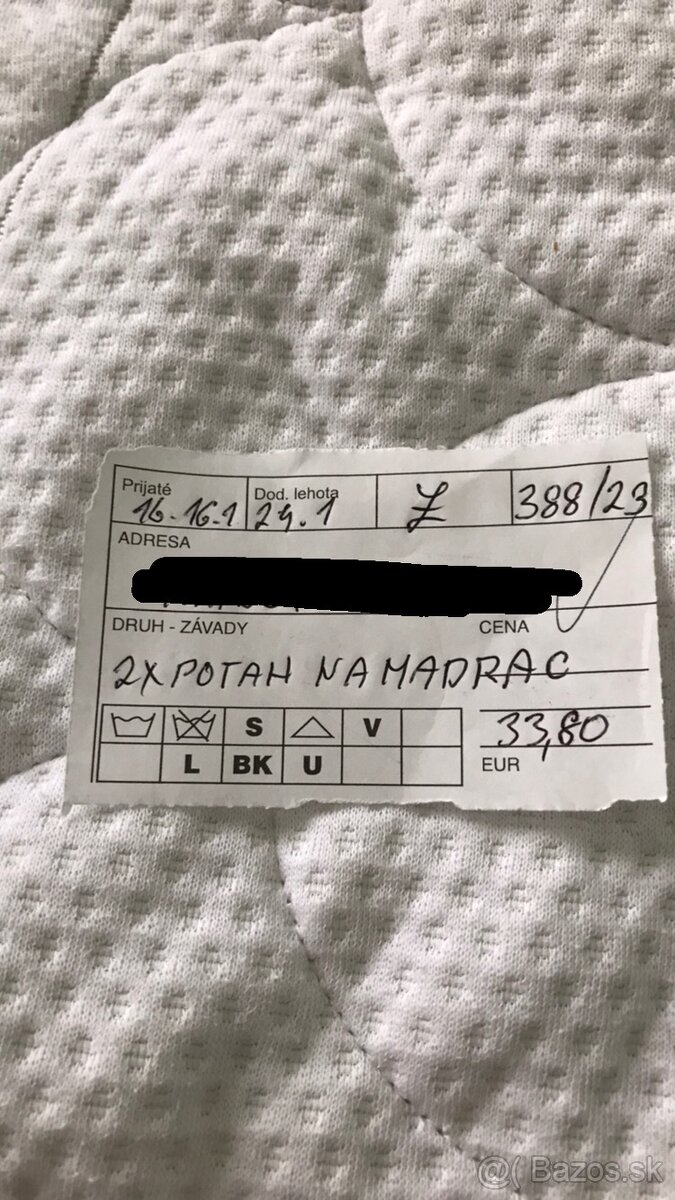 Prijaté Dod. lehota
16-16.1 24.1 Z 388/23
ADRESA
DRUH - ZÁVADY CENA
2X POTAH NA MADRAC
S V 33,80
L BK U EUR
@( Bazos.sk